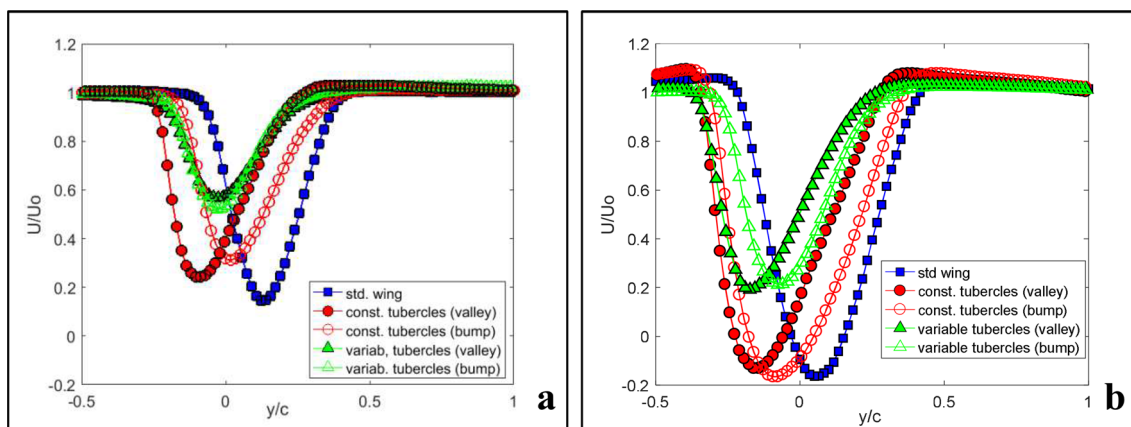 1.2
1
0.8
0.6
0.4
0.2
0
-0.2
U/Uo
-0.5
0
0.5
1
y/c
std. wing
const. tubercles (valley)
const. tubercles (bump)
variab, tubercles (valley)
variab. tubercles (bump)
a
1.2
1
0.8
0.6
0.4
0.2
0
-0.2
U/Uo
-0.5
0
0.5
1
y/c
std wing
const. tubercles (valley)
const. tubercles (bump)
variable tubercles (valley)
variable tubercles (bump)
b